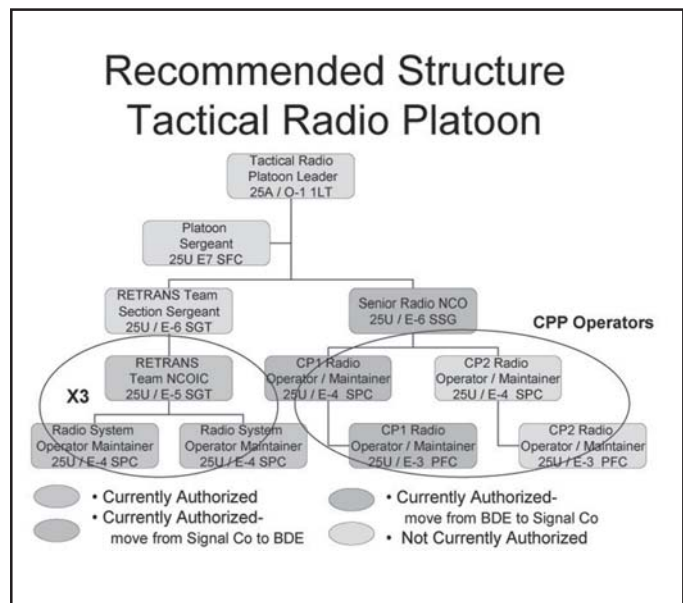 Recommended Structure
Tactical Radio Platoon
Tactical Radio
Platoon Leader
25A / O-1 1LT
Platoon
Sergeant
25U E7 SFC
RETRANS Team
Section Sergeant
25U / E-6 SGT
Senior Radio NCO
25U / E-6 SSG
CPP Operators
X3
RETRANS
Team NCOIC
25U / E-5 SGT
CP1 Radio
Operator / Maintainer
25U / E-4 SPC
CP2 Radio
Operator / Maintainer
25U / E-4 SPC
Radio System
Operator Maintainer
25U / E-4 SPC
Radio System
Operator Maintainer
25U / E-4 SPC
CP1 Radio
Operator / Maintainer
25U / E-3 PFC
CP2 Radio
Operator / Maintainer
25U / E-3 PFC
• Currently Authorized
• Currently Authorized-
move from Signal Co to BDE
• Currently Authorized-
move from BDE to Signal Co
• Not Currently Authorized